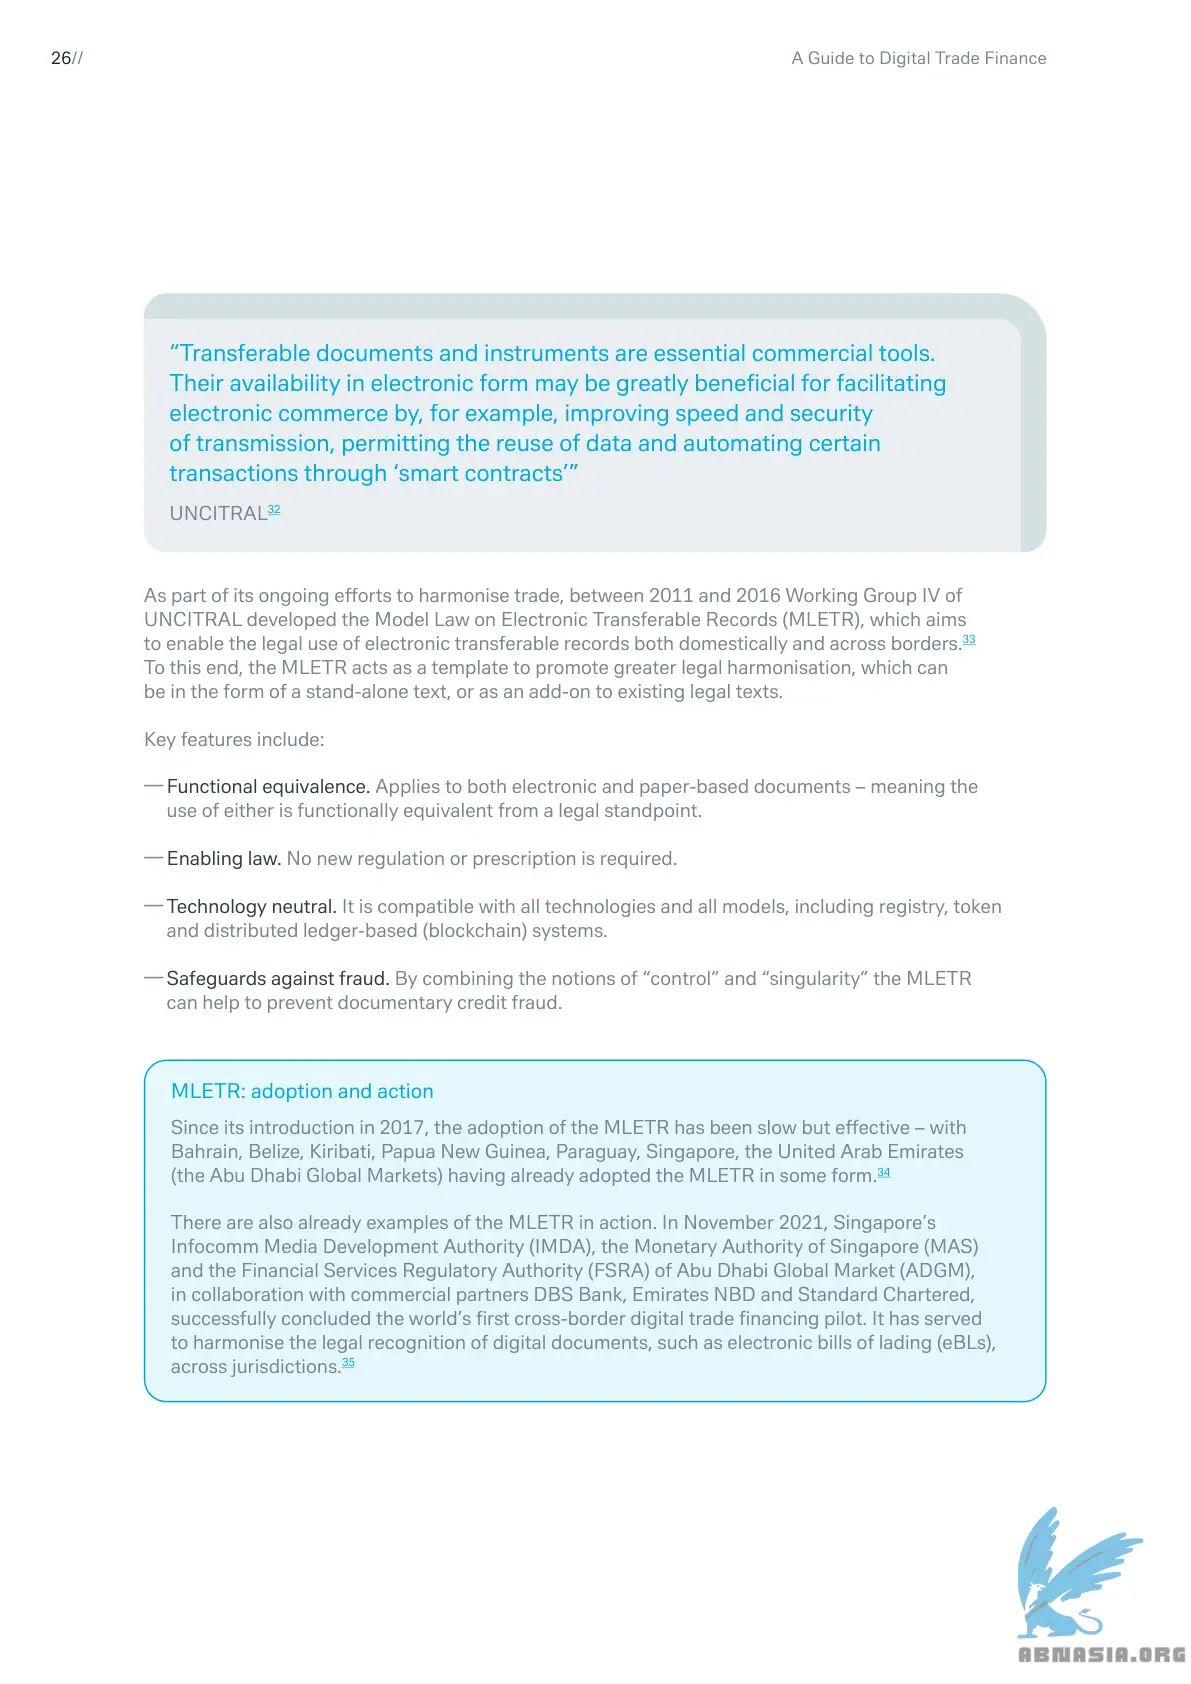 26//
A Guide to Digital Trade Finance
“Transferable documents and instruments are essential commercial tools.
Their availability in electronic form may be greatly beneficial for facilitating
electronic commerce by, for example, improving speed and security
of transmission, permitting the reuse of data and automating certain
transactions through ‘smart contracts’”
UNCITRAL32
As part of its ongoing efforts to harmonise trade, between 2011 and 2016 Working Group IV of
UNCITRAL developed the Model Law on Electronic Transferable Records (MLETR), which aims
to enable the legal use of electronic transferable records both domestically and across borders.33
To this end, the MLETR acts as a template to promote greater legal harmonisation, which can
be in the form of a stand-alone text, or as an add-on to existing legal texts.
Key features include:
— Functional equivalence. Applies to both electronic and paper-based documents – meaning the
use of either is functionally equivalent from a legal standpoint.
— Enabling law. No new regulation or prescription is required.
— Technology neutral. It is compatible with all technologies and all models, including registry, token
and distributed ledger-based (blockchain) systems.
— Safeguards against fraud. By combining the notions of “control” and “singularity” the MLETR
can help to prevent documentary credit fraud.
MLETR: adoption and action
Since its introduction in 2017, the adoption of the MLETR has been slow but effective – with
Bahrain, Belize, Kiribati, Papua New Guinea, Paraguay, Singapore, the United Arab Emirates
(the Abu Dhabi Global Markets) having already adopted the MLETR in some form.34
There are also already examples of the MLETR in action. In November 2021, Singapore’s
Infocomm Media Development Authority (IMDA), the Monetary Authority of Singapore (MAS)
and the Financial Services Regulatory Authority (FSRA) of Abu Dhabi Global Market (ADGM),
in collaboration with commercial partners DBS Bank, Emirates NBD and Standard Chartered,
successfully concluded the world’s first cross-border digital trade financing pilot. It has served
to harmonise the legal recognition of digital documents, such as electronic bills of lading (eBLs),
across jurisdictions.35
ABNASIA.ORG